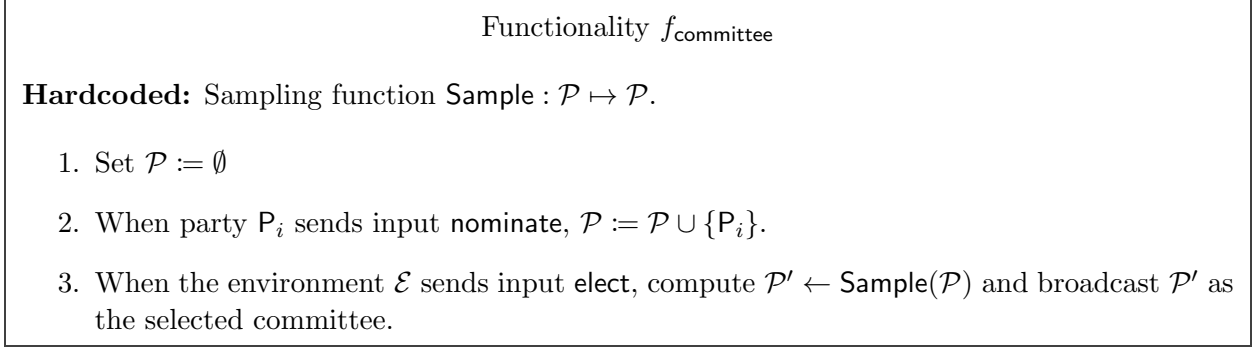 Functionality f_committee
Hardcoded: Sampling function Sample : 𝒫 ↦ 𝒫.
1. Set 𝒫 := ∅
2. When party P_i sends input nominate, 𝒫 := 𝒫 ∪ {P_i}.
3. When the environment ℰ sends input elect, compute 𝒫′ ← Sample(𝒫) and broadcast 𝒫′ as
the selected committee.